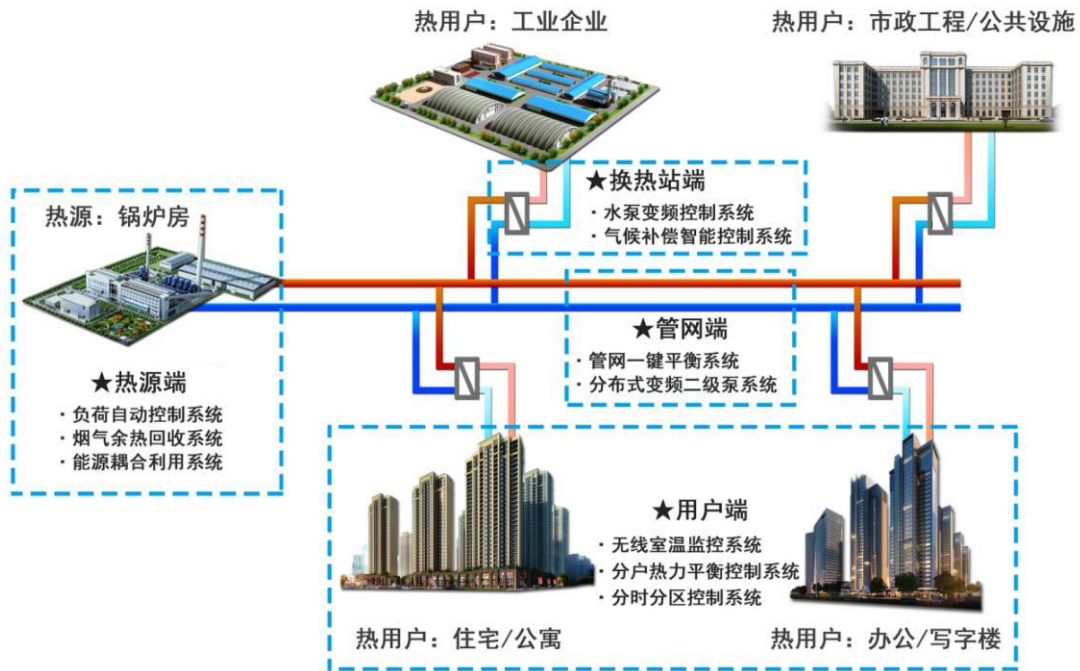 热用户：工业企业
热用户：市政工程/公共设施
★换热站端
·水泵变频控制系统
·气候补偿智能控制系统
热源：锅炉房
★管网端
·管网一键平衡系统
·分布式变频二级泵系统
★热源端
·负荷自动控制系统
·烟气余热回收系统
·能源耦合利用系统
★用户端
·无线室温监控系统
·分户热力平衡控制系统
·分时分区控制系统
热用户：住宅/公寓
热用户：办公/写字楼